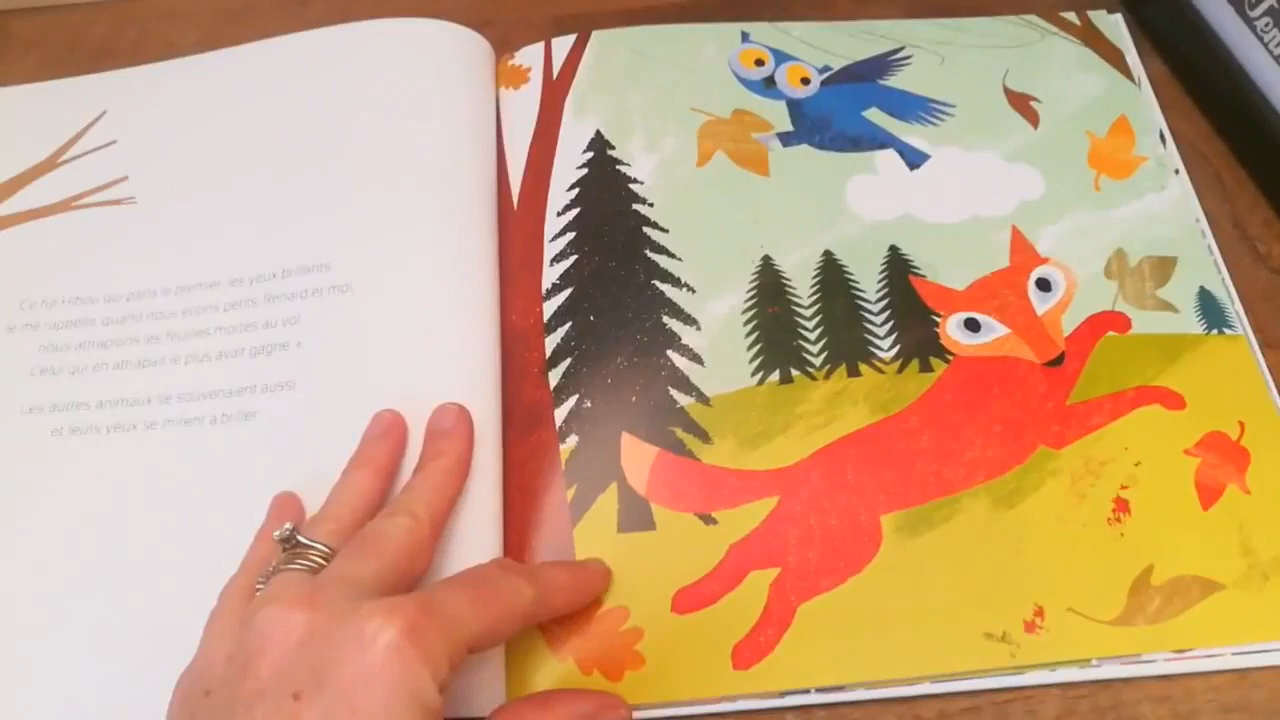 Ce fut Hibou qui parla le premier les yeux brillants.
je me rappelle quand nous étions petits, Renard et moi,
nous attrapions les feuilles mortes au vol.
Celui qui en attrapait le plus avait gagné. »
Les autres animaux se souvenaient aussi
et leurs yeux se mirent à briller.